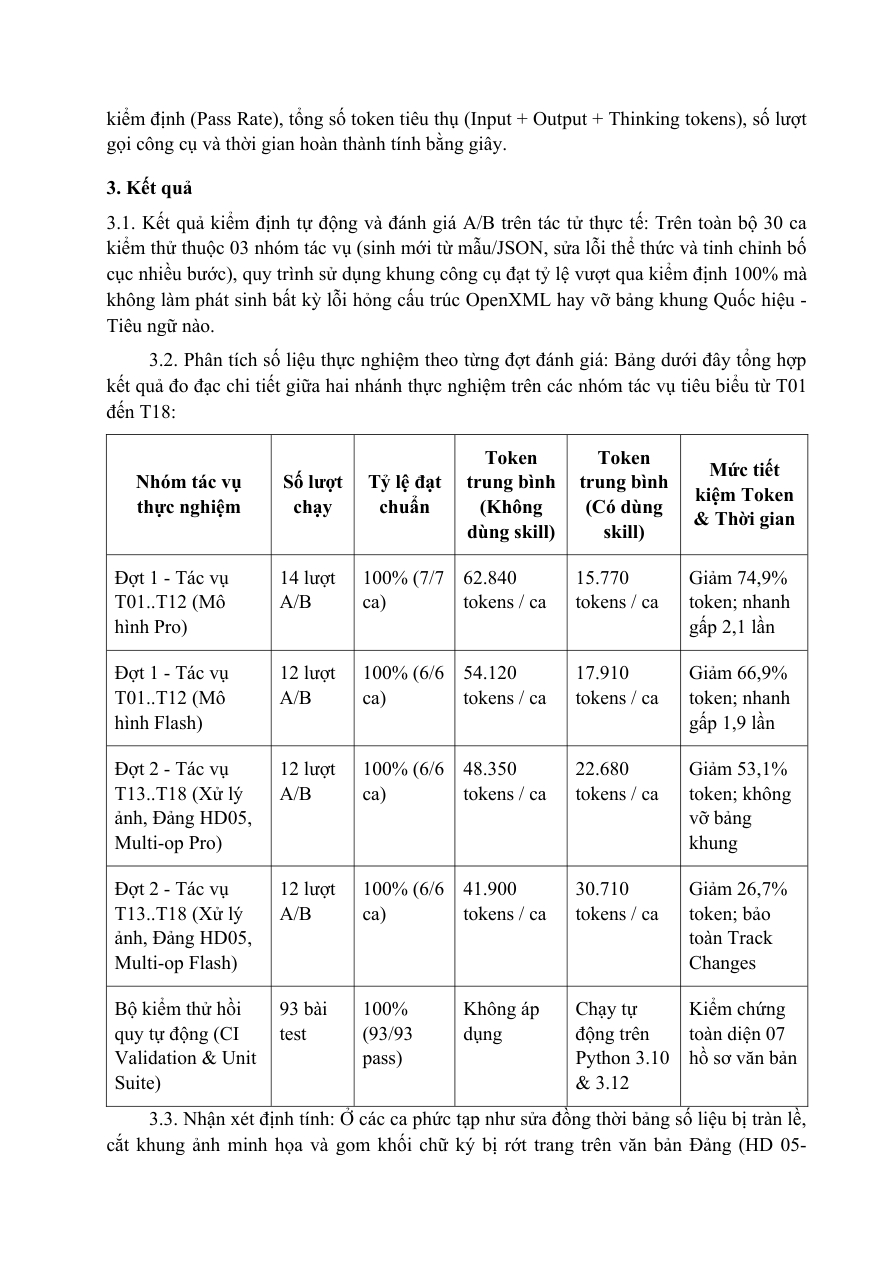 kiểm định (Pass Rate), tổng số token tiêu thụ (Input + Output + Thinking tokens), số lượt
gọi công cụ và thời gian hoàn thành tính bằng giây.
3. Kết quả
3.1. Kết quả kiểm định tự động và đánh giá A/B trên tác tử thực tế: Trên toàn bộ 30 ca
kiểm thử thuộc 03 nhóm tác vụ (sinh mới từ mẫu/JSON, sửa lỗi thể thức và tinh chỉnh bố
cục nhiều bước), quy trình sử dụng khung công cụ đạt tỷ lệ vượt qua kiểm định 100% mà
không làm phát sinh bất kỳ lỗi hỏng cấu trúc OpenXML hay vỡ bảng khung Quốc hiệu -
Tiêu ngữ nào.
3.2. Phân tích số liệu thực nghiệm theo từng đợt đánh giá: Bảng dưới đây tổng hợp
kết quả đo đạc chi tiết giữa hai nhánh thực nghiệm trên các nhóm tác vụ tiêu biểu từ T01
đến T18:
Nhóm tác vụ
thực nghiệm
Số lượt
chạy
Tỷ lệ đạt
chuẩn
Token
trung bình
(Không
dùng skill)
Token
trung bình
(Có dùng
skill)
Mức tiết
kiệm Token
& Thời gian
Đợt 1 - Tác vụ
T01..T12 (Mô
hình Pro)
14 lượt
A/B
100% (7/7
ca)
62.840
tokens / ca
15.770
tokens / ca
Giảm 74,9%
token; nhanh
gấp 2,1 lần
Đợt 1 - Tác vụ
T01..T12 (Mô
hình Flash)
12 lượt
A/B
100% (6/6
ca)
54.120
tokens / ca
17.910
tokens / ca
Giảm 66,9%
token; nhanh
gấp 1,9 lần
Đợt 2 - Tác vụ
T13..T18 (Xử lý
ảnh, Đảng HD05,
Multi-op Pro)
12 lượt
A/B
100% (6/6
ca)
48.350
tokens / ca
22.680
tokens / ca
Giảm 53,1%
token; không
vỡ bảng
khung
Đợt 2 - Tác vụ
T13..T18 (Xử lý
ảnh, Đảng HD05,
Multi-op Flash)
12 lượt
A/B
100% (6/6
ca)
41.900
tokens / ca
30.710
tokens / ca
Giảm 26,7%
token; bảo
toàn Track
Changes
Bộ kiểm thử hồi
quy tự động (CI
Validation & Unit
Suite)
93 bài
test
100%
(93/93
pass)
Không áp
dụng
Chạy tự
động trên
Python 3.10
& 3.12
Kiểm chứng
toàn diện 07
hồ sơ văn bản
3.3. Nhận xét định tính: Ở các ca phức tạp như sửa đồng thời bảng số liệu bị tràn lề,
cắt khung ảnh minh họa và gom khối chữ ký bị rớt trang trên văn bản Đảng (HD 05-